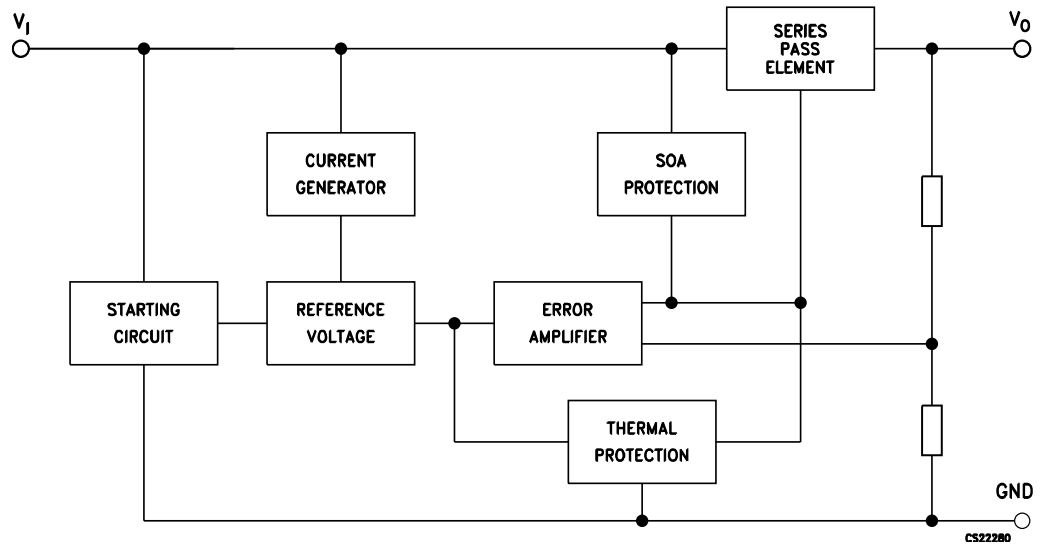 V_I
SERIES
PASS
ELEMENT
V_O
CURRENT
GENERATOR
SOA
PROTECTION
STARTING
CIRCUIT
REFERENCE
VOLTAGE
ERROR
AMPLIFIER
THERMAL
PROTECTION
GND
CS22280